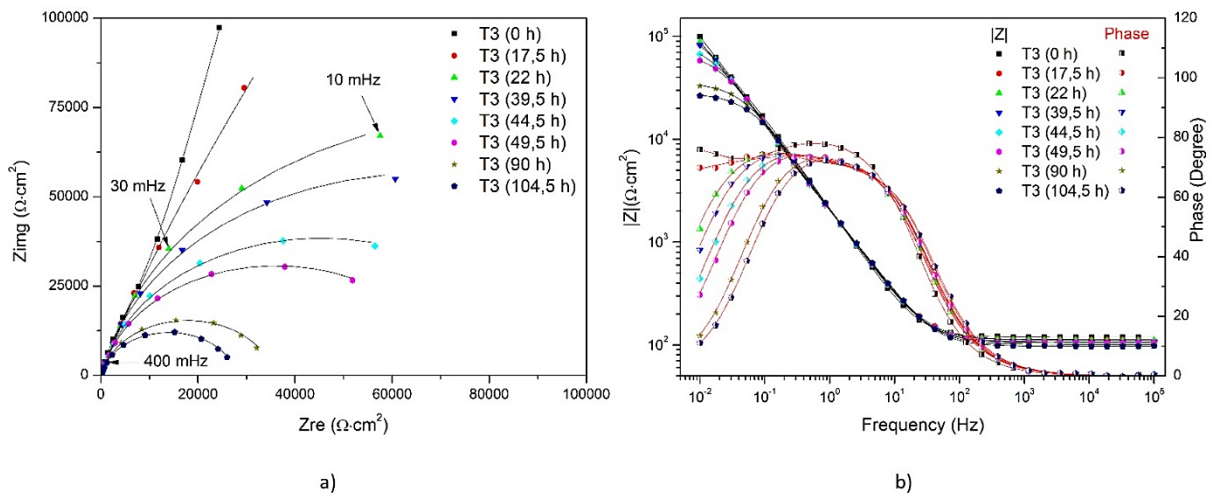 a)
100000
75000
50000
25000
0
Zimg (Ω·cm²)
0
20000
40000
60000
80000
100000
Zre (Ω·cm²)
10 mHz
30 mHz
400 mHz
T3 (0 h)
T3 (17,5 h)
T3 (22 h)
T3 (39,5 h)
T3 (44,5 h)
T3 (49,5 h)
T3 (90 h)
T3 (104,5 h)
b)
10⁵
10⁴
10³
10²
|Z|(Ω·cm²)
10⁻²
10⁻¹
10⁰
10¹
10²
10³
10⁴
10⁵
Frequency (Hz)
120
100
80
60
40
20
0
Phase (Degree)
|Z| Phase
T3 (0 h)
T3 (17,5 h)
T3 (22 h)
T3 (39,5 h)
T3 (44,5 h)
T3 (49,5 h)
T3 (90 h)
T3 (104,5 h)
a)
b)